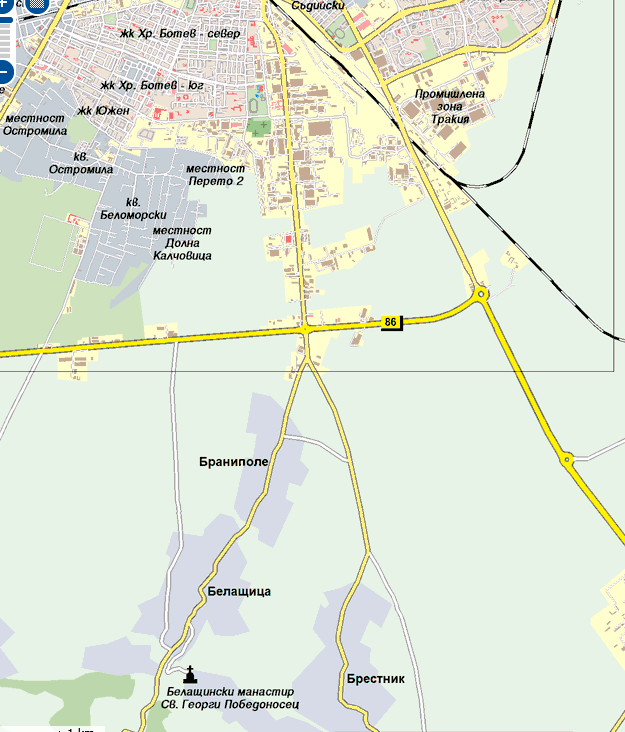 Съдийски
жк Хр. Ботев - север
жк Хр. Ботев - юг
жк Южен
Промишлена
зона
Тракия
местност
Остромила
кв.
Остромила
местност
Перето 2
кв.
Беломорски
местност
Долна
Калчовица
86
Браниполе
Белащица
Брестник
Белащински манастир
Св. Георги Победоносец